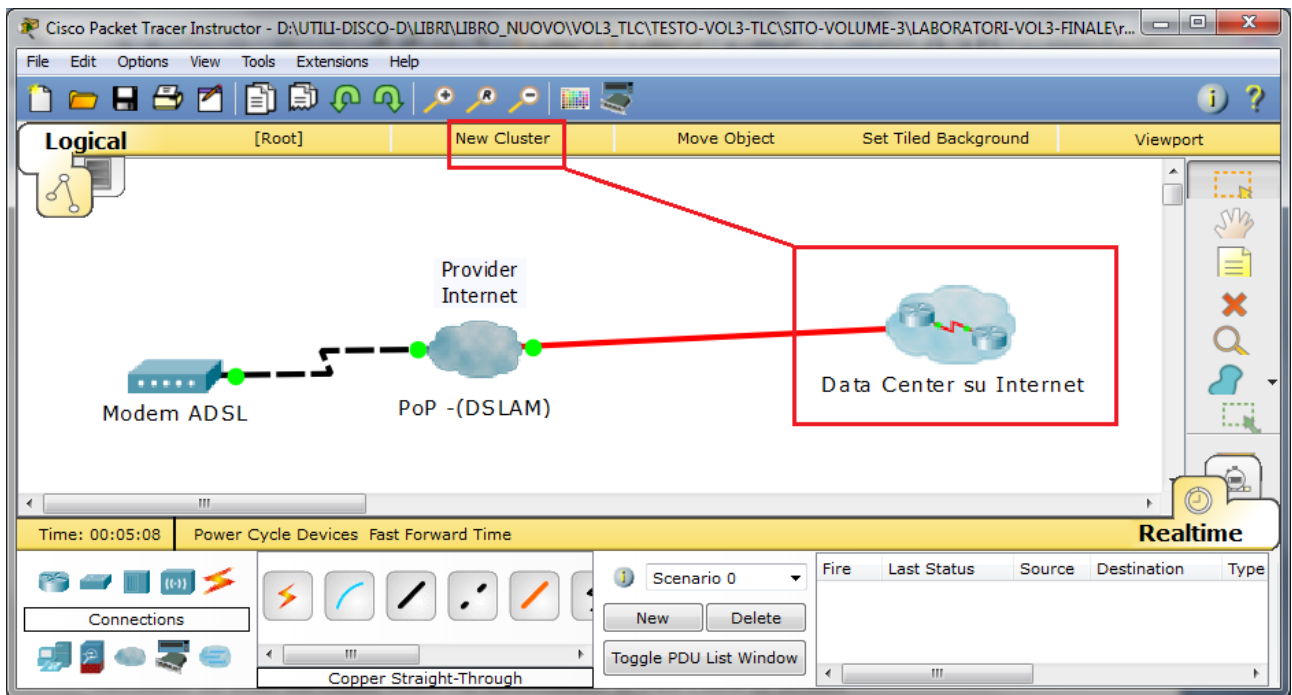 Cisco Packet Tracer Instructor - D:\UTILI-DISCO-D\LIBRI\LIBRO_NUOVO\VOL3_TLC\TESTO-VOL3-TLC\SITO-VOLUME-3\LABORATORI-VOL3-FINALE\r...
File Edit Options View Tools Extensions Help
Logical [Root] New Cluster Move Object Set Tiled Background Viewport
Provider
Internet
Data Center su Internet
Modem ADSL
PoP -(DSLAM)
Time: 00:05:08 Power Cycle Devices Fast Forward Time Realtime
Scenario 0
Fire Last Status Source Destination Type
Connections
New Delete
Toggle PDU List Window
Copper Straight-Through